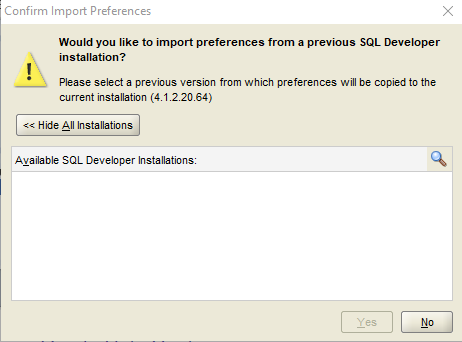 Confirm Import Preferences
Would you like to import preferences from a previous SQL Developer
installation?
Please select a previous version from which preferences will be copied to the
current installation (4.1.2.20.64)
<< Hide All Installations
Available SQL Developer Installations:
Yes
No